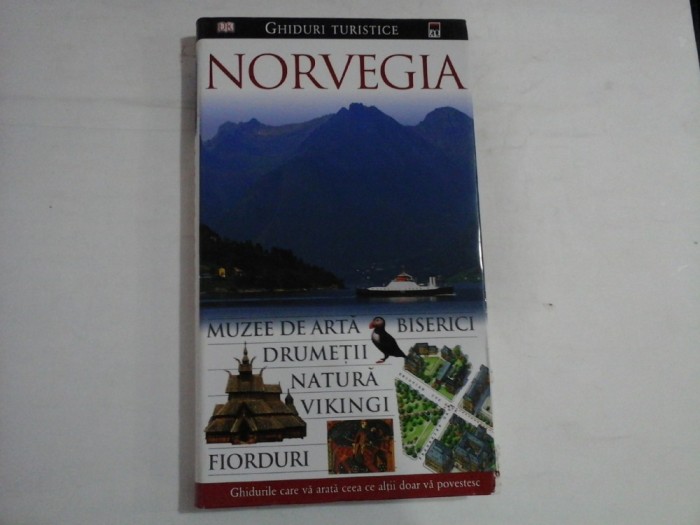 DK GHIDURI TURISTICE
NORVEGIA
MUZEE DE ARTĂ BISERICI
DRUMEȚII
NATURĂ
VIKINGI
FIORDURI
Ghidurile care vă arată ceea ce alții doar vă povestesc